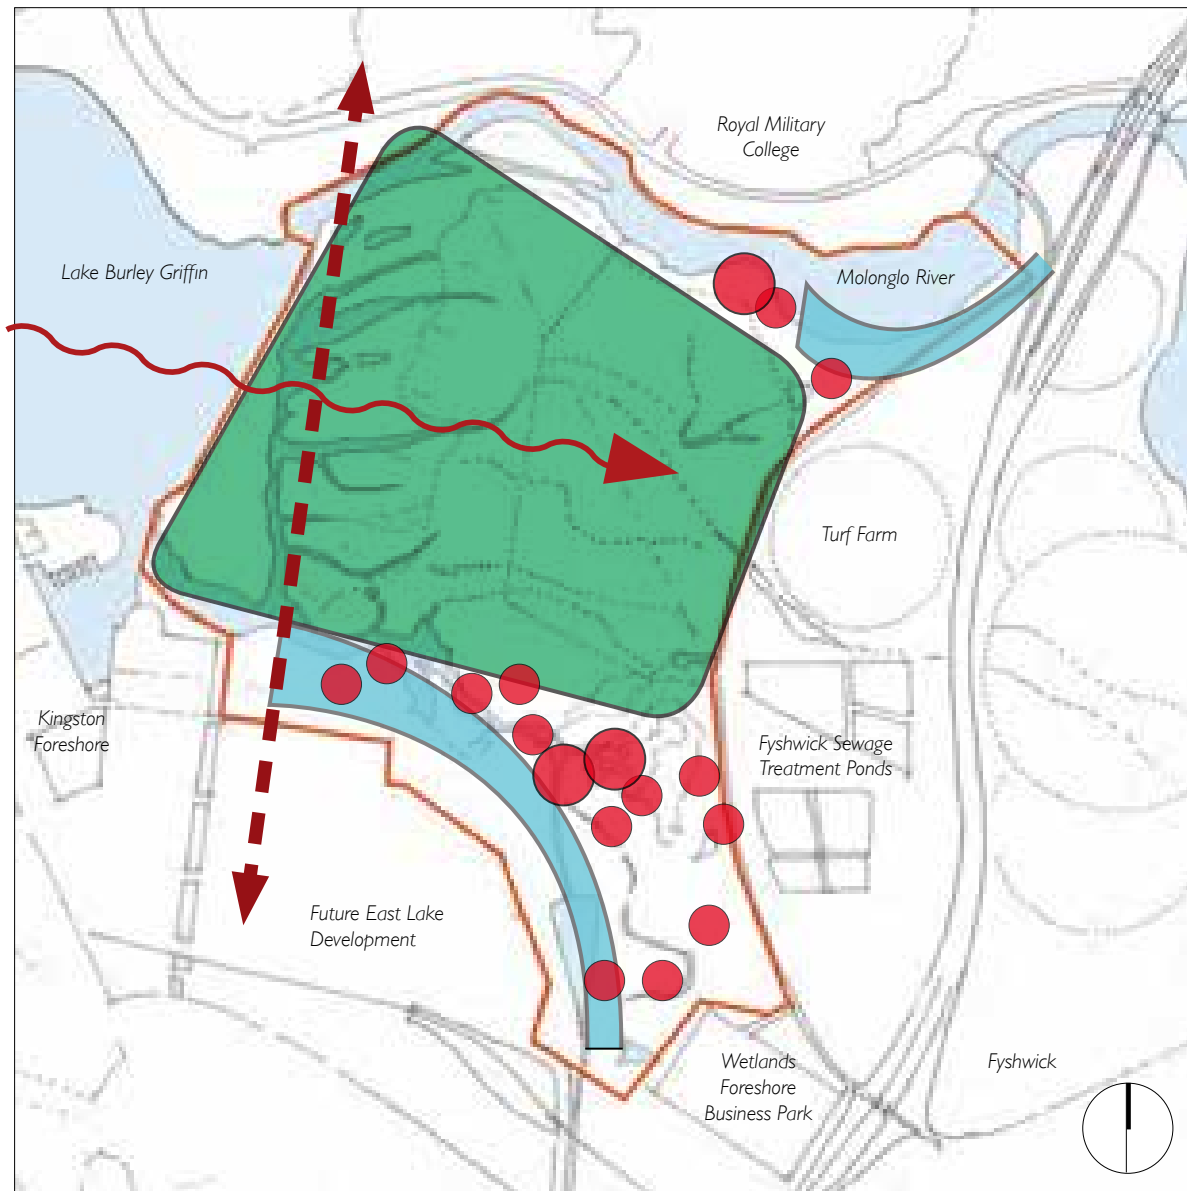 Royal Military
College
Lake Burley Griffin
Molonglo River
Turf Farm
Kingston
Foreshore
Fyshwick Sewage
Treatment Ponds
Future East Lake
Development
Wetlands
Foreshore
Business Park
Fyshwick